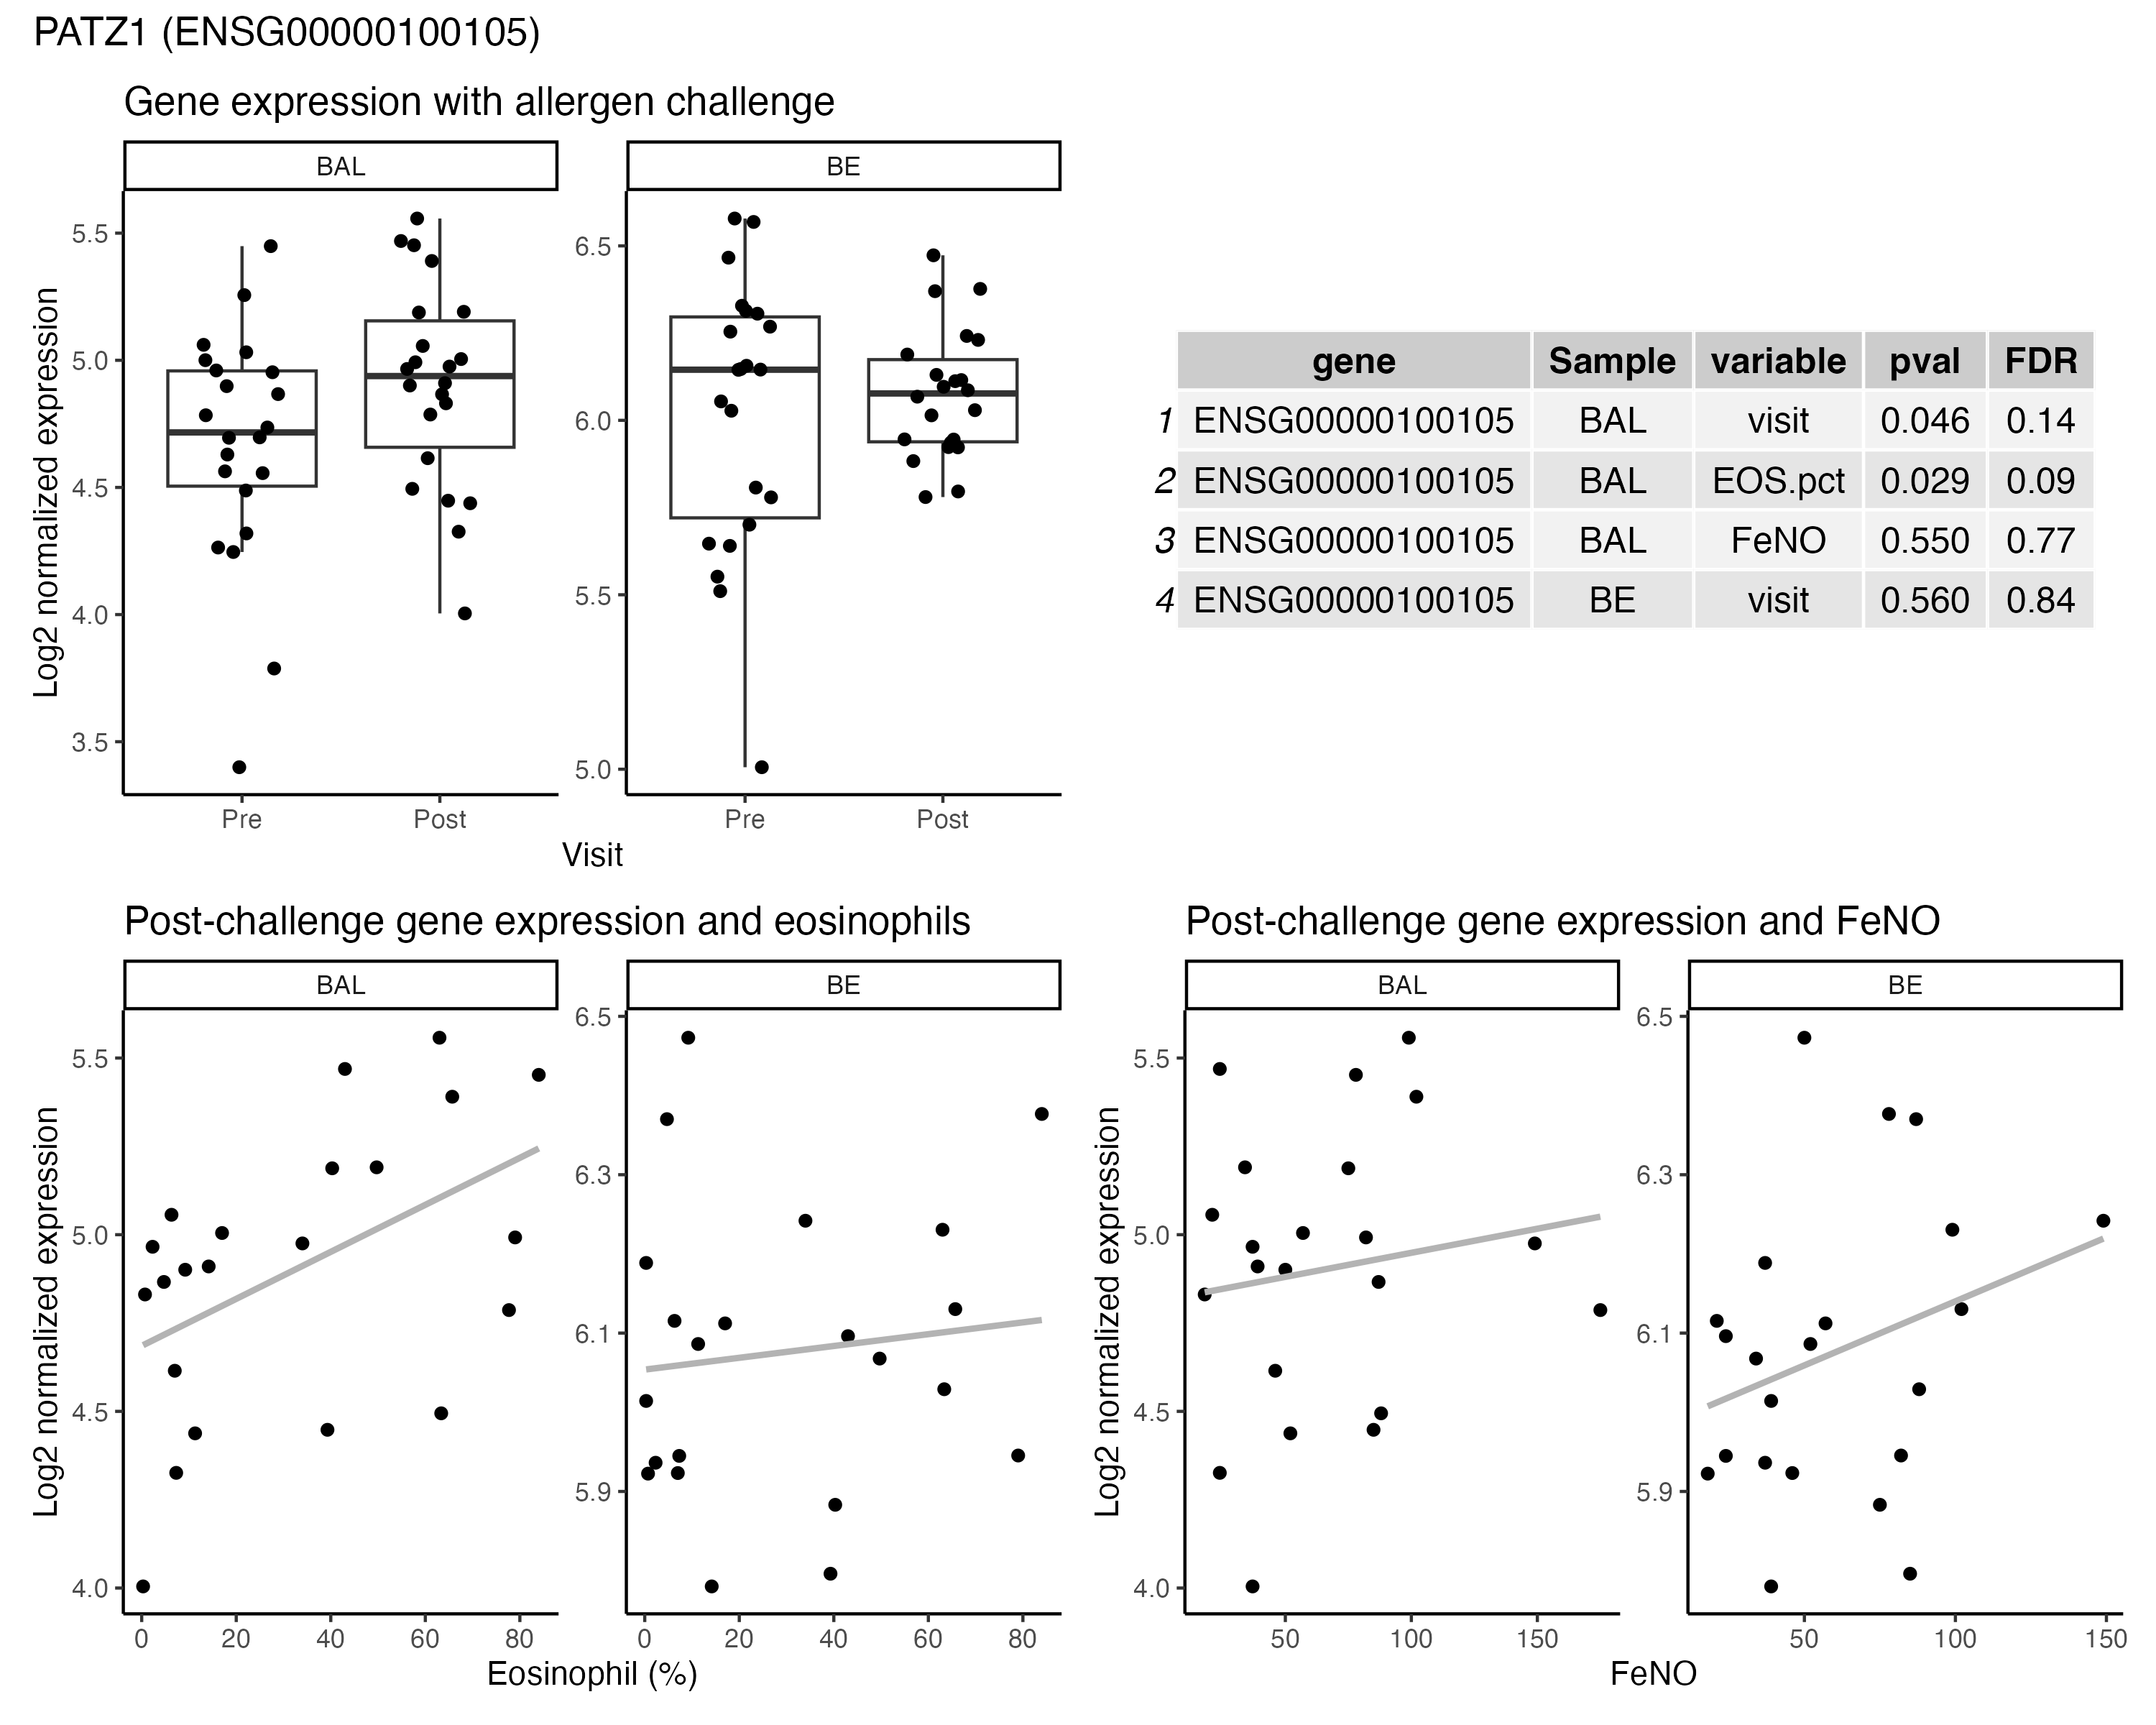 PATZ1 (ENSG00000100105)
Gene expression with allergen challenge
BAL BE
Log2 normalized expression
5.5
5.0
4.5
4.0
3.5
6.5
6.0
5.5
5.0
Pre Post Pre Post
Visit
gene Sample variable pval FDR
1 ENSG00000100105 BAL visit 0.046 0.14
2 ENSG00000100105 BAL EOS.pct 0.029 0.09
3 ENSG00000100105 BAL FeNO 0.550 0.77
4 ENSG00000100105 BE visit 0.560 0.84
Post-challenge gene expression and eosinophils
BAL BE
Log2 normalized expression
5.5
5.0
4.5
4.0
6.5
6.3
6.1
5.9
0 20 40 60 80 0 20 40 60 80
Eosinophil (%)
Post-challenge gene expression and FeNO
BAL BE
Log2 normalized expression
5.5
5.0
4.5
4.0
6.5
6.3
6.1
5.9
50 100 150 50 100 150
FeNO